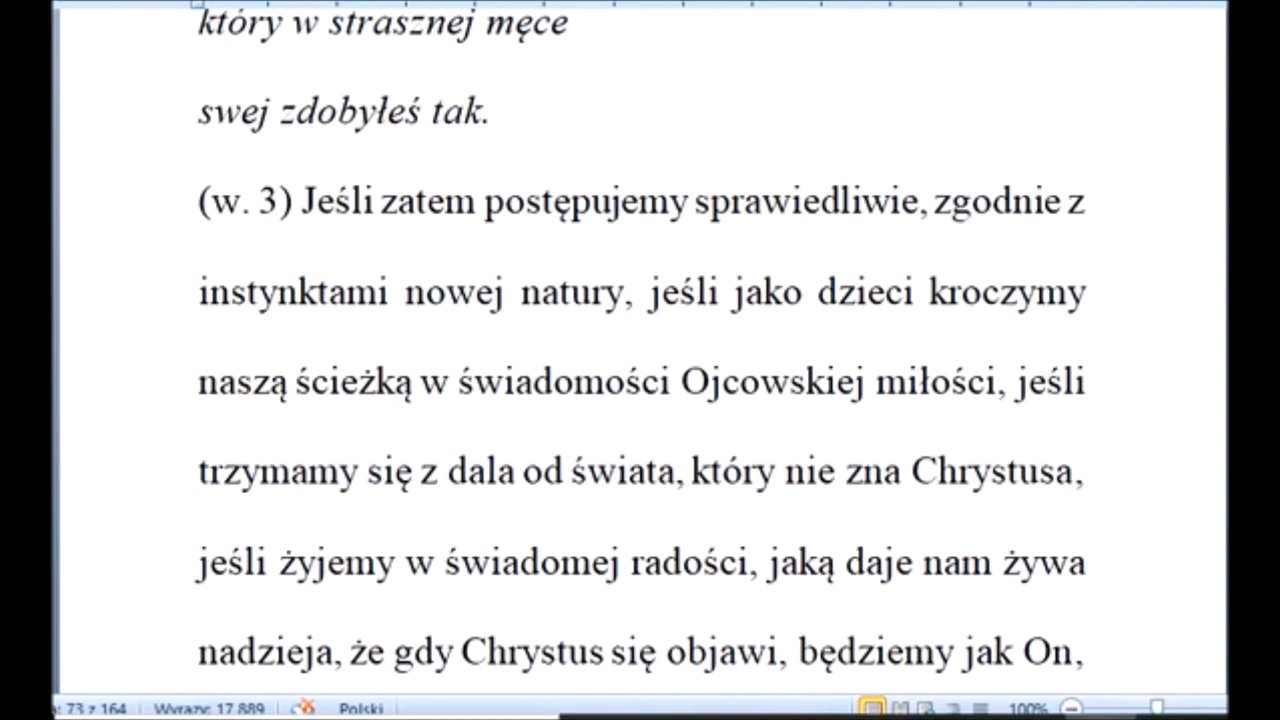 który w strasznej męce
swej zdobyłeś tak.
(w. 3) Jeśli zatem postępujemy sprawiedliwie, zgodnie z
instynktami nowej natury, jeśli jako dzieci kroczymy
naszą ścieżką w świadomości Ojcowskiej miłości, jeśli
trzymamy się z dala od świata, który nie zna Chrystusa,
jeśli żyjemy w świadomej radości, jaką daje nam żywa
nadzieja, że gdy Chrystus się objawi, będziemy jak On,
: 73 z 164 Wyrazy: 17 889 Polski 100%